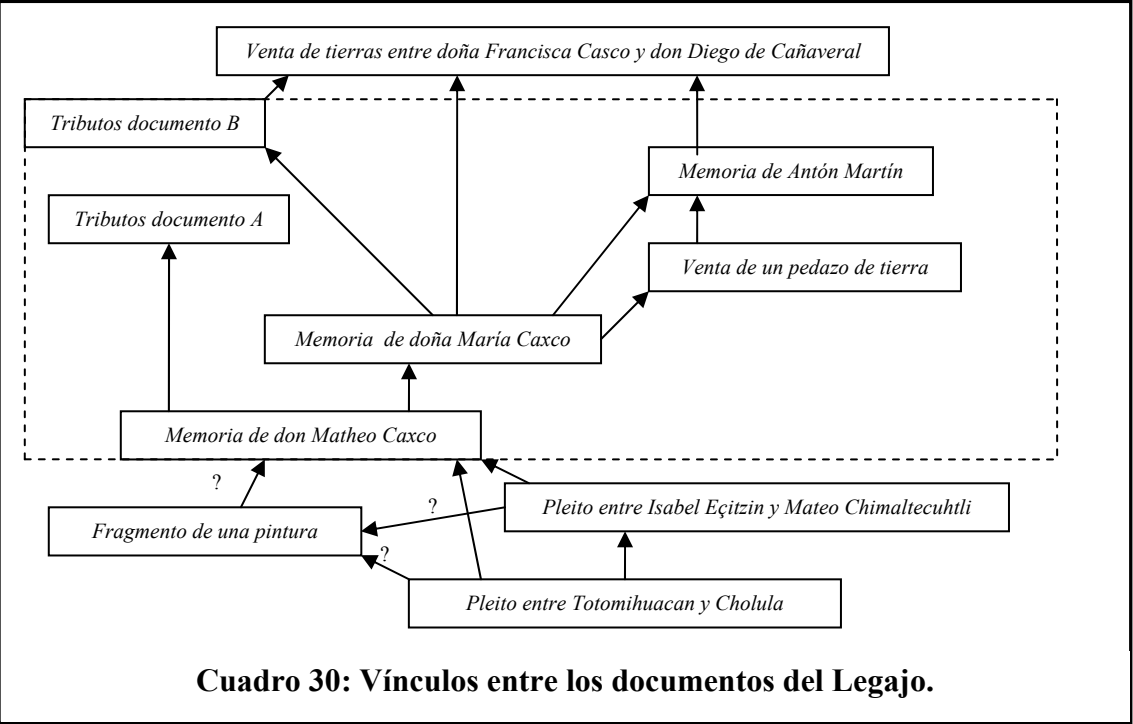 Venta de tierras entre doña Francisca Casco y don Diego de Cañaveral
Tributos documento B
Memoria de Antón Martín
Tributos documento A
Venta de un pedazo de tierra
Memoria de doña María Caxco
Memoria de don Matheo Caxco
?
Pleito entre Isabel Eçitzin y Mateo Chimaltecuhtli
?
Fragmento de una pintura
?
Pleito entre Totomihuacan y Cholula
Cuadro 30: Vínculos entre los documentos del Legajo.